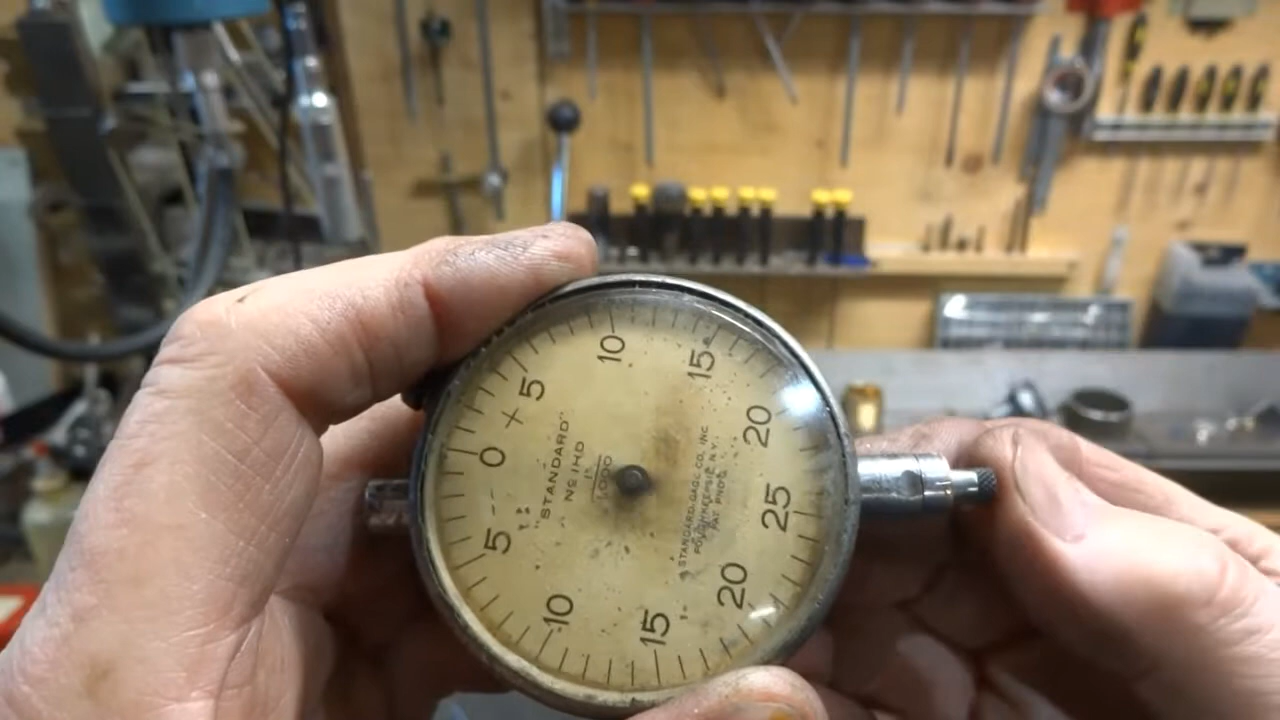 0
+ 5
10
15
20
25
20
15
10
5 -
"STANDARD"
No 1HD
1"
1000
STANDARD GAGE CO. INC
POUGHKEEPSIE N.Y.
PAT. PND'G